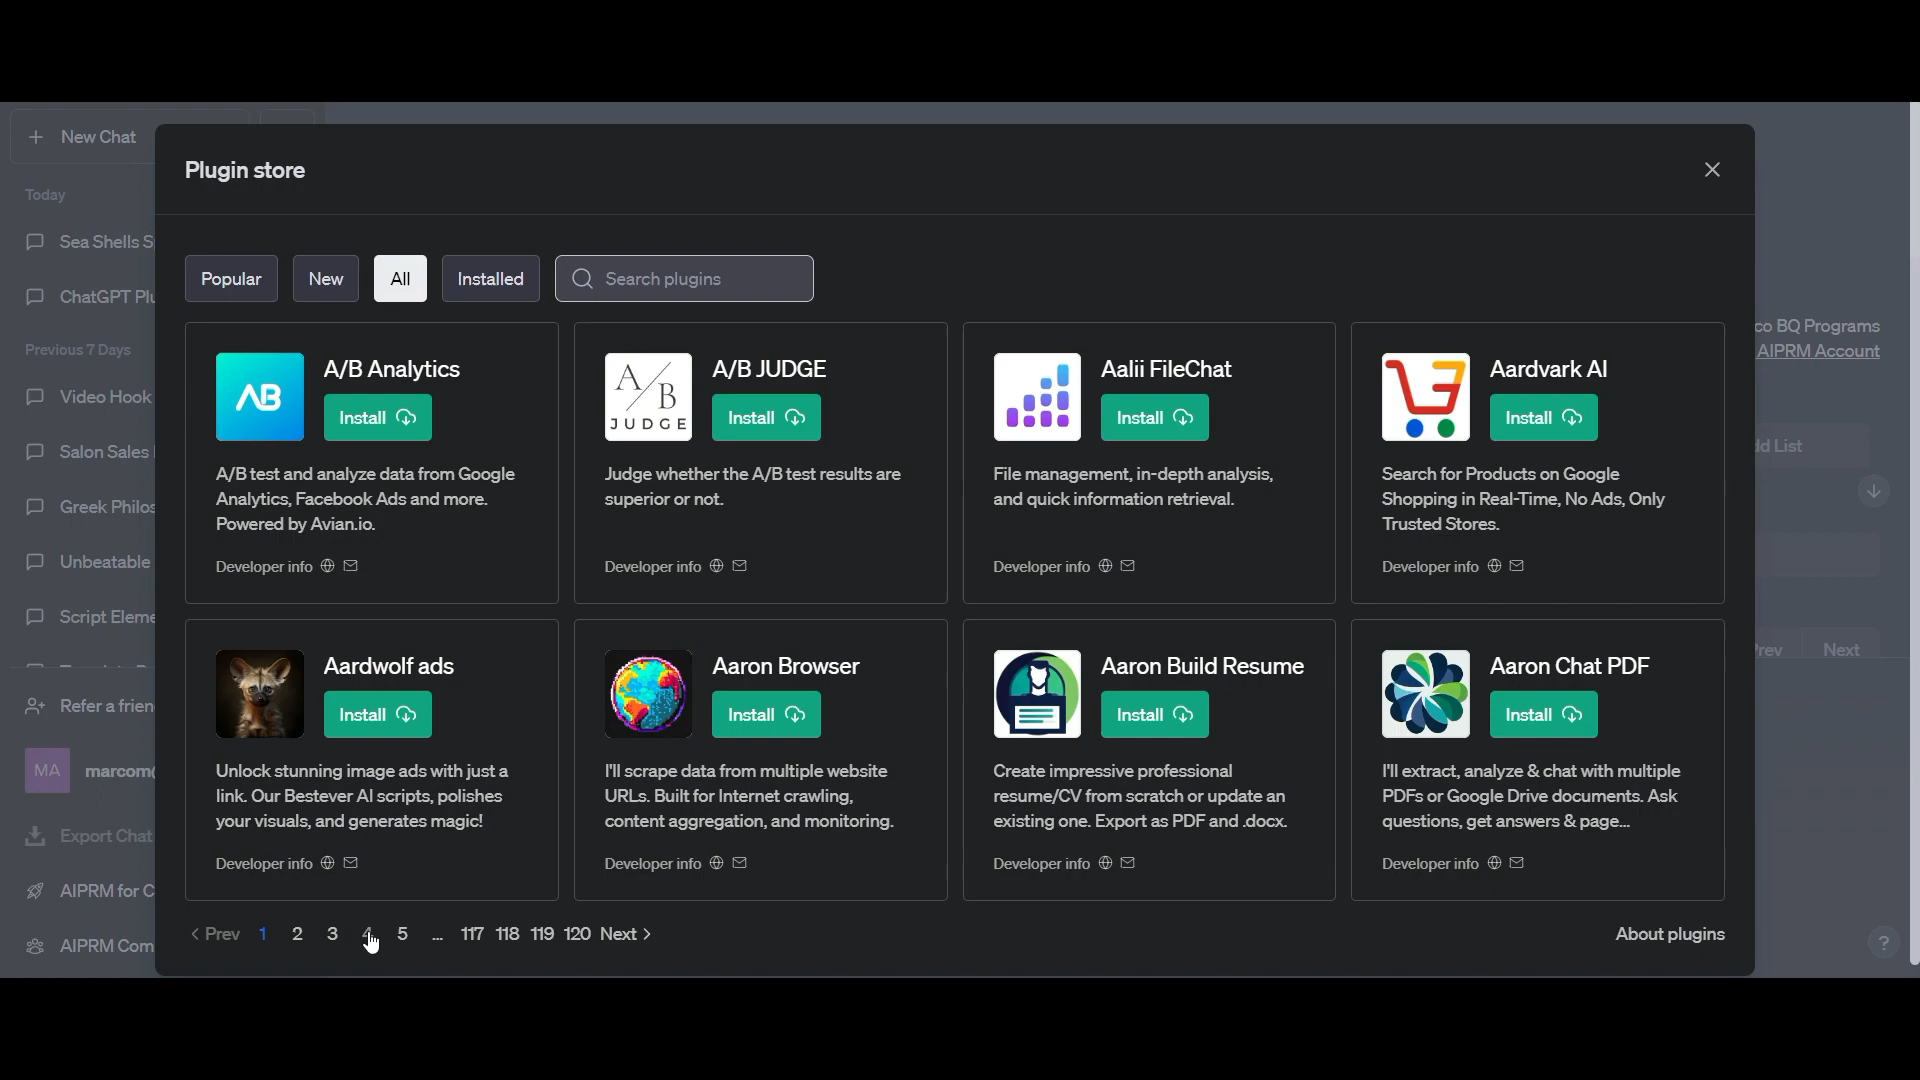 New Chat
Plugin store
Today
Sea Shells S
ChatGPT Plu
Previous 7 Days
Video Hook
Salon Sales
Greek Philos
Unbeatable
Script Eleme
Refer a frien
MA
marcom@
Export Chat
AIPRM for C
AIPRM Com
Popular
New
All
Installed
Search plugins
A/B Analytics
Install
A/B test and analyze data from Google
Analytics, Facebook Ads and more.
Powered by Avian.io.
Developer info
A/B
JUDGE
A/B JUDGE
Install
Judge whether the A/B test results are
superior or not.
Developer info
Aalii FileChat
Install
File management, in-depth analysis,
and quick information retrieval.
Developer info
Aardvark AI
Install
Search for Products on Google
Shopping in Real-Time, No Ads, Only
Trusted Stores.
Developer info
Aardwolf ads
Install
Unlock stunning image ads with just a
link. Our Bestever AI scripts, polishes
your visuals, and generates magic!
Developer info
Aaron Browser
Install
I'll scrape data from multiple website
URLs. Built for Internet crawling,
content aggregation, and monitoring.
Developer info
Aaron Build Resume
Install
Create impressive professional
resume/CV from scratch or update an
existing one. Export as PDF and .docx.
Developer info
Aaron Chat PDF
Install
I'll extract, analyze & chat with multiple
PDFs or Google Drive documents. Ask
questions, get answers & page...
Developer info
Prev 1 2 3 4 5 ... 117 118 119 120 Next
About plugins
co BQ Programs
AIPRM Account
dd List
Prev
Next
?